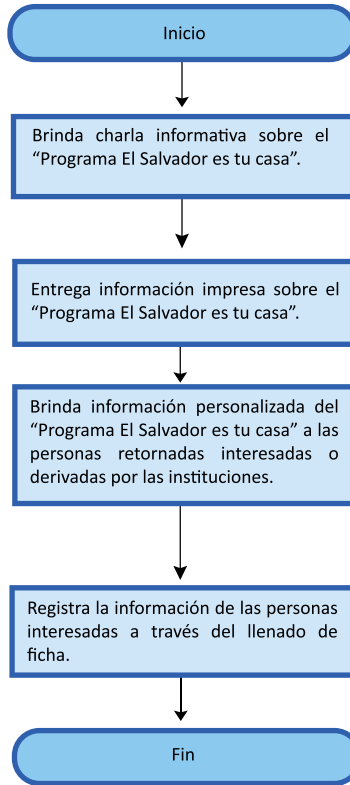 Inicio
Brinda charla informativa sobre el
“Programa El Salvador es tu casa”.
Entrega información impresa sobre el
“Programa El Salvador es tu casa”.
Brinda información personalizada del
“Programa El Salvador es tu casa” a las
personas retornadas interesadas o
derivadas por las instituciones.
Registra la información de las personas
interesadas a través del llenado de
ficha.
Fin